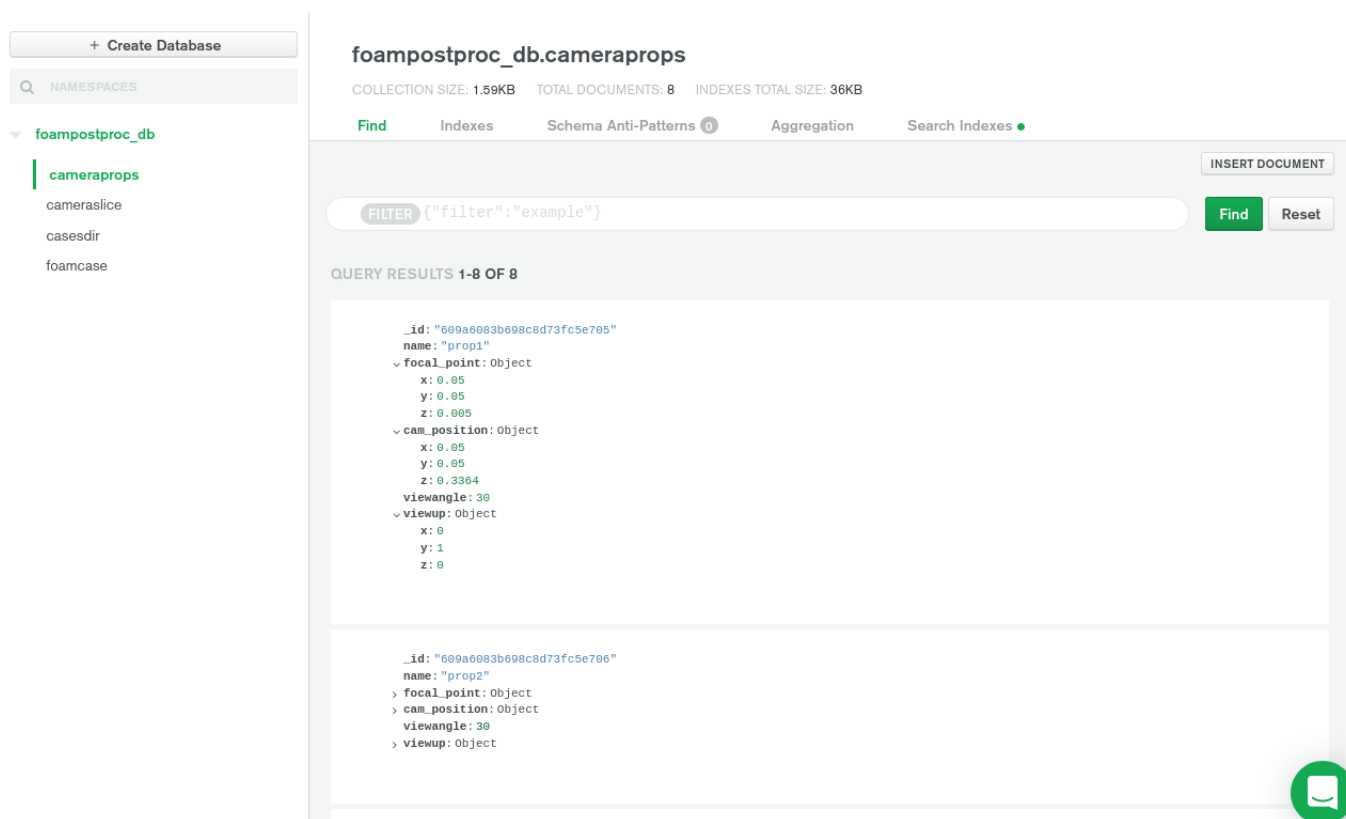 + Create Database
NAMESPACES
foampostproc_db
cameraprops
cameraslice
casesdir
foamcase
foampostproc_db.cameraprops
COLLECTION SIZE: 1.59KB TOTAL DOCUMENTS: 8 INDEXES TOTAL SIZE: 36KB
Find Indexes Schema Anti-Patterns 0 Aggregation Search Indexes
INSERT DOCUMENT
FILTER {"filter":"example"}
Find Reset
QUERY RESULTS 1-8 OF 8
_id: "609a6083b698c8d73fc5e705"
name: "prop1"
focal_point: Object
x: 0.05
y: 0.05
z: 0.005
cam_position: Object
x: 0.05
y: 0.05
z: 0.3364
viewangle: 30
viewup: Object
x: 0
y: 1
z: 0
_id: "609a6083b698c8d73fc5e706"
name: "prop2"
focal_point: Object
cam_position: Object
viewangle: 30
viewup: Object